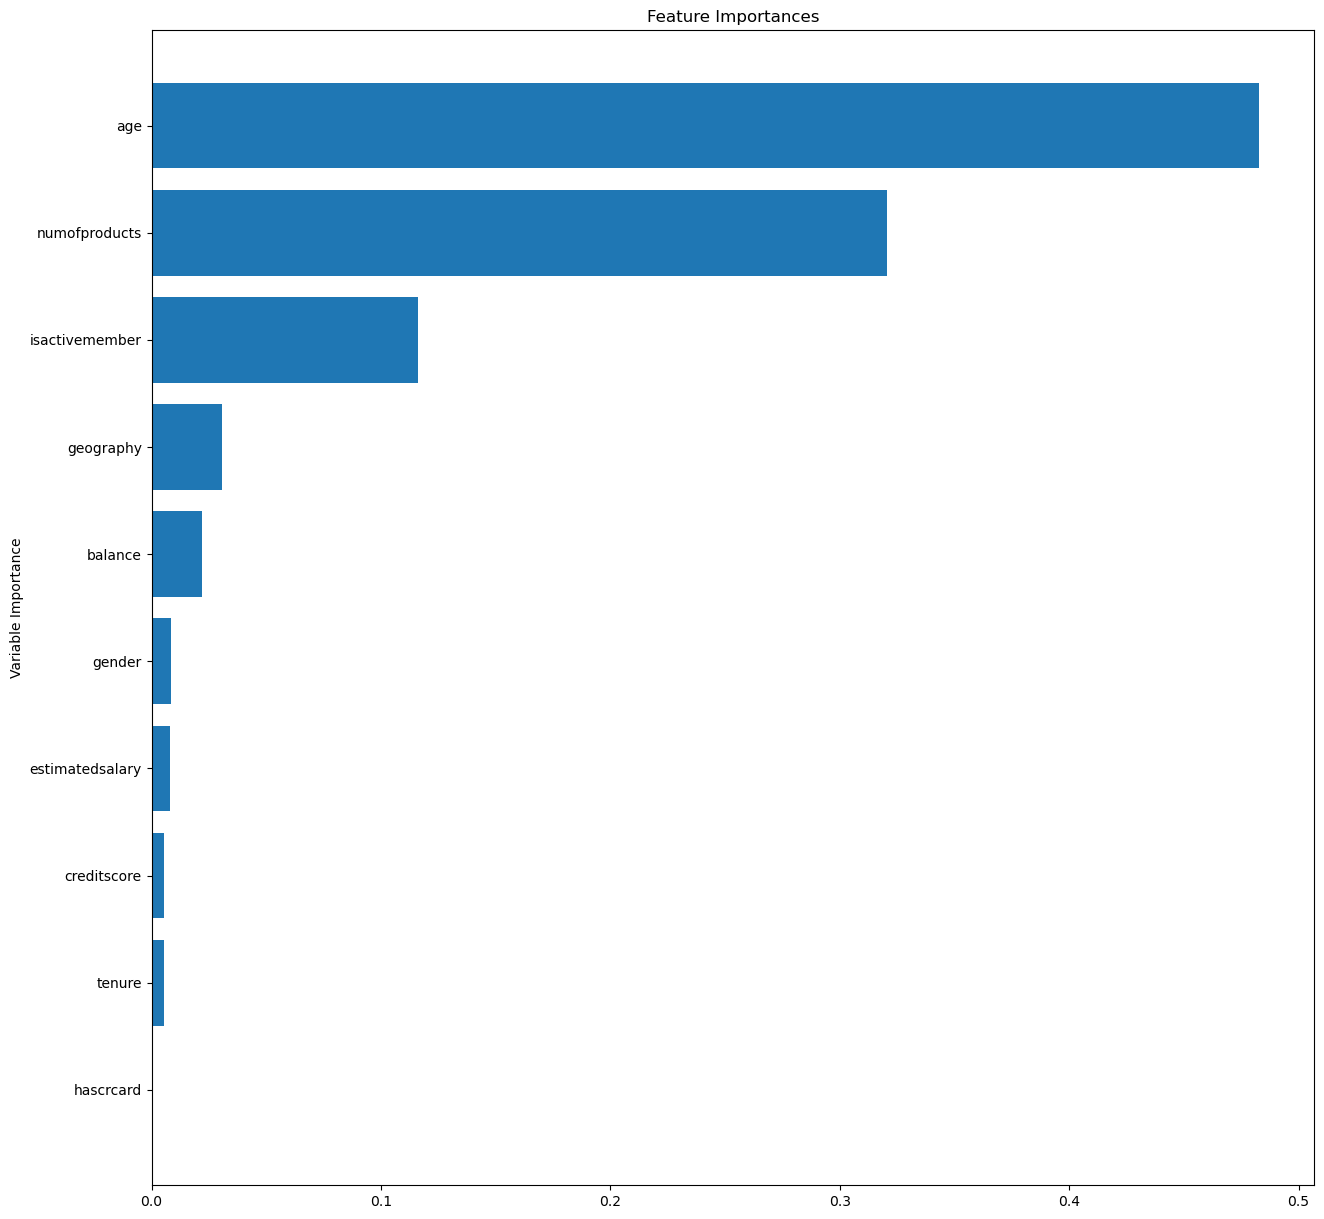 Feature Importances
age
numofproducts
isactivemember
geography
balance
Variable Importance
gender
estimatedsalary
creditscore
tenure
hascrcard
0.0 0.1 0.2 0.3 0.4 0.5